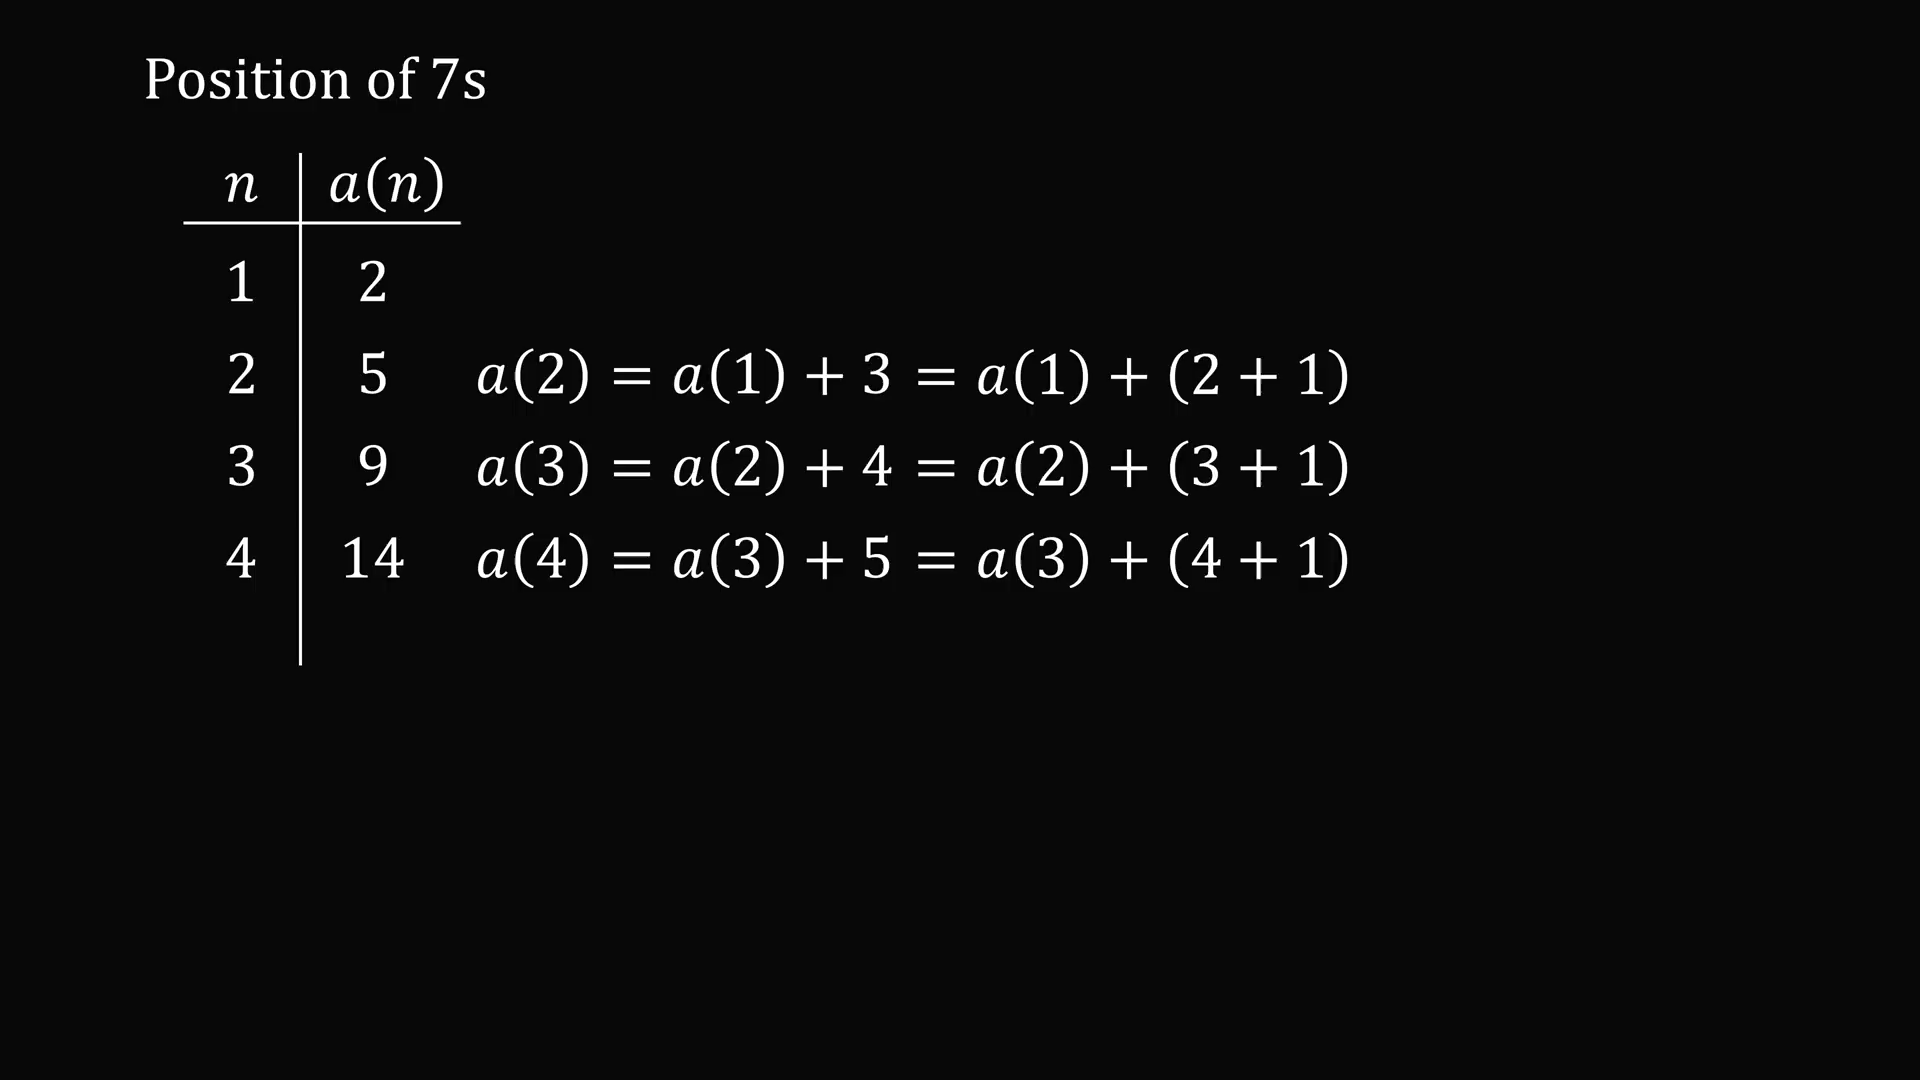 Position of 7s
n a(n)
1 2
2 5 a(2) = a(1) + 3 = a(1) + (2 + 1)
3 9 a(3) = a(2) + 4 = a(2) + (3 + 1)
4 14 a(4) = a(3) + 5 = a(3) + (4 + 1)